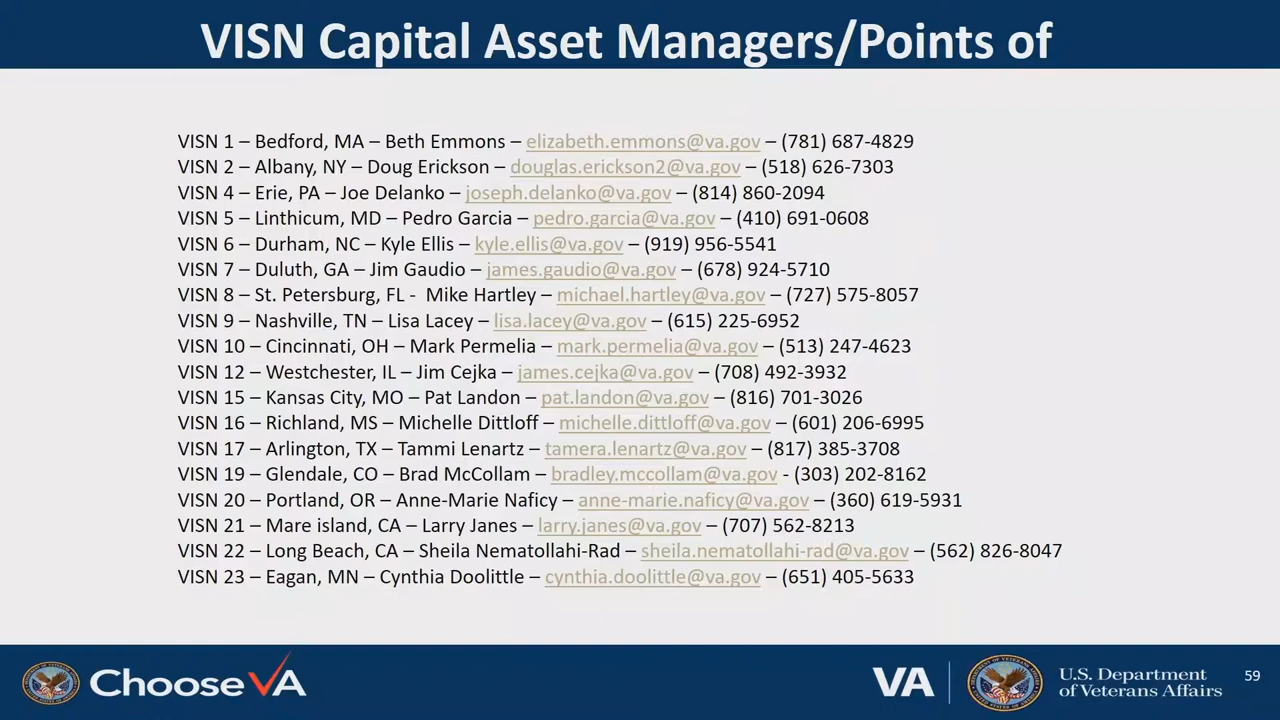 VISN Capital Asset Managers/Points of
VISN 1 – Bedford, MA – Beth Emmons – elizabeth.emmons@va.gov – (781) 687-4829
VISN 2 – Albany, NY – Doug Erickson – douglas.erickson2@va.gov – (518) 626-7303
VISN 4 – Erie, PA – Joe Delanko – joseph.delanko@va.gov – (814) 860-2094
VISN 5 – Linthicum, MD – Pedro Garcia – pedro.garcia@va.gov – (410) 691-0608
VISN 6 – Durham, NC – Kyle Ellis – kyle.ellis@va.gov – (919) 956-5541
VISN 7 – Duluth, GA – Jim Gaudio – james.gaudio@va.gov – (678) 924-5710
VISN 8 – St. Petersburg, FL - Mike Hartley – michael.hartley@va.gov – (727) 575-8057
VISN 9 – Nashville, TN – Lisa Lacey – lisa.lacey@va.gov – (615) 225-6952
VISN 10 – Cincinnati, OH – Mark Permelia – mark.permelia@va.gov – (513) 247-4623
VISN 12 – Westchester, IL – Jim Cejka – james.cejka@va.gov – (708) 492-3932
VISN 15 – Kansas City, MO – Pat Landon – pat.landon@va.gov – (816) 701-3026
VISN 16 – Richland, MS – Michelle Dittloff – michelle.dittloff@va.gov – (601) 206-6995
VISN 17 – Arlington, TX – Tammi Lenartz – tamera.lenartz@va.gov – (817) 385-3708
VISN 19 – Glendale, CO – Brad McCollam – bradley.mccollam@va.gov - (303) 202-8162
VISN 20 – Portland, OR – Anne-Marie Naficy – anne-marie.naficy@va.gov – (360) 619-5931
VISN 21 – Mare island, CA – Larry Janes – larry.janes@va.gov – (707) 562-8213
VISN 22 – Long Beach, CA – Sheila Nematollahi-Rad – sheila.nematollahi-rad@va.gov – (562) 826-8047
VISN 23 – Eagan, MN – Cynthia Doolittle – cynthia.doolittle@va.gov – (651) 405-5633
Choose VA
VA
U.S. Department
of Veterans Affairs
59